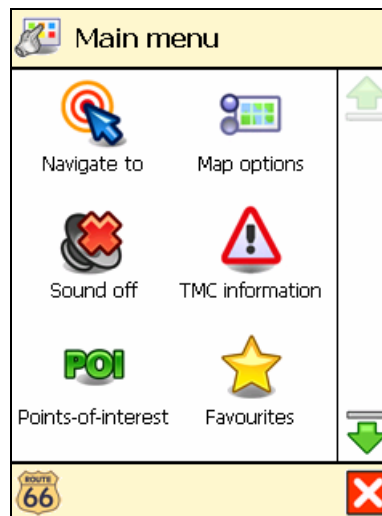 Main menu
Navigate to
Map options
Sound off
TMC information
POI
Points-of-interest
Favourites
ROUTE
66